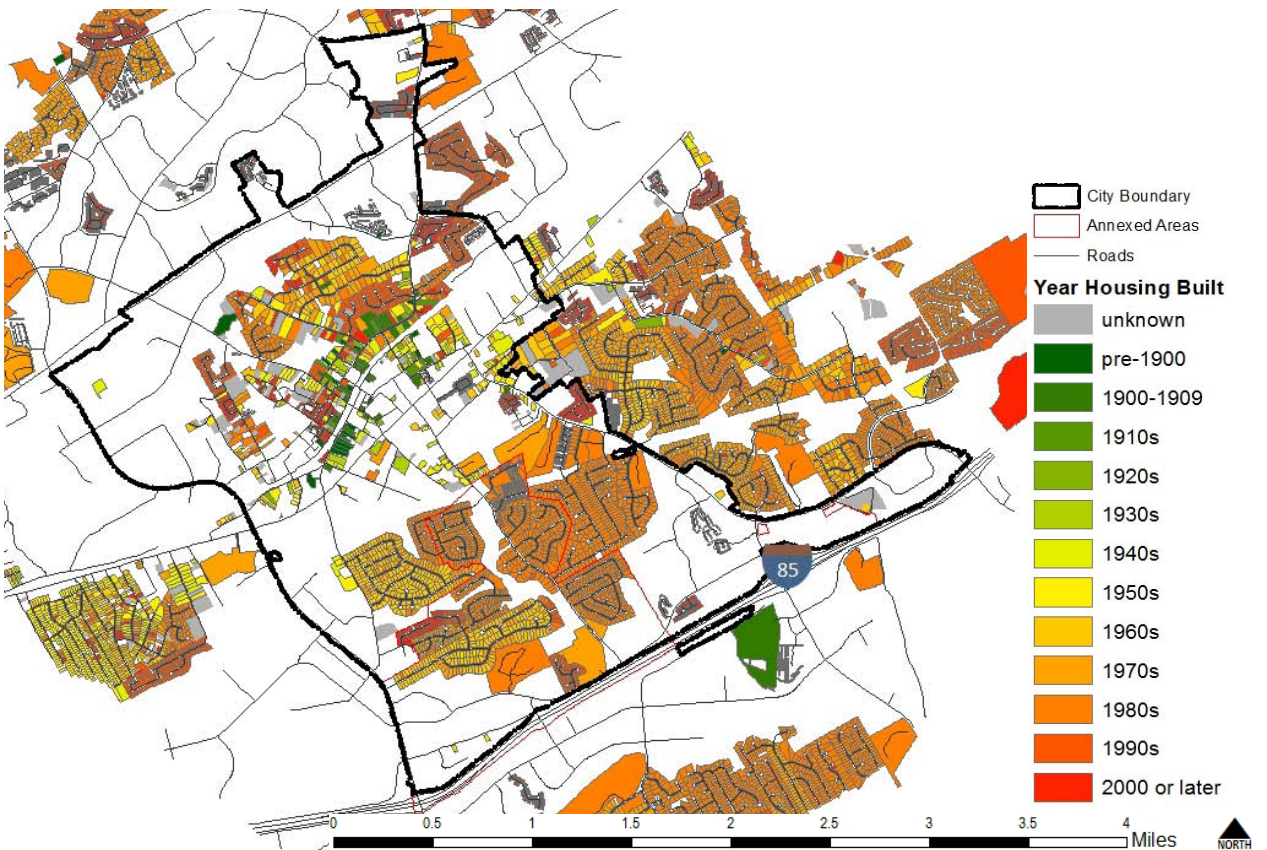 City Boundary
Annexed Areas
Roads
Year Housing Built
unknown
pre-1900
1900-1909
1910s
1920s
1930s
1940s
1950s
1960s
1970s
1980s
1990s
2000 or later
85
0 0.5 1 1.5 2 2.5 3 3.5 4
Miles
NORTH